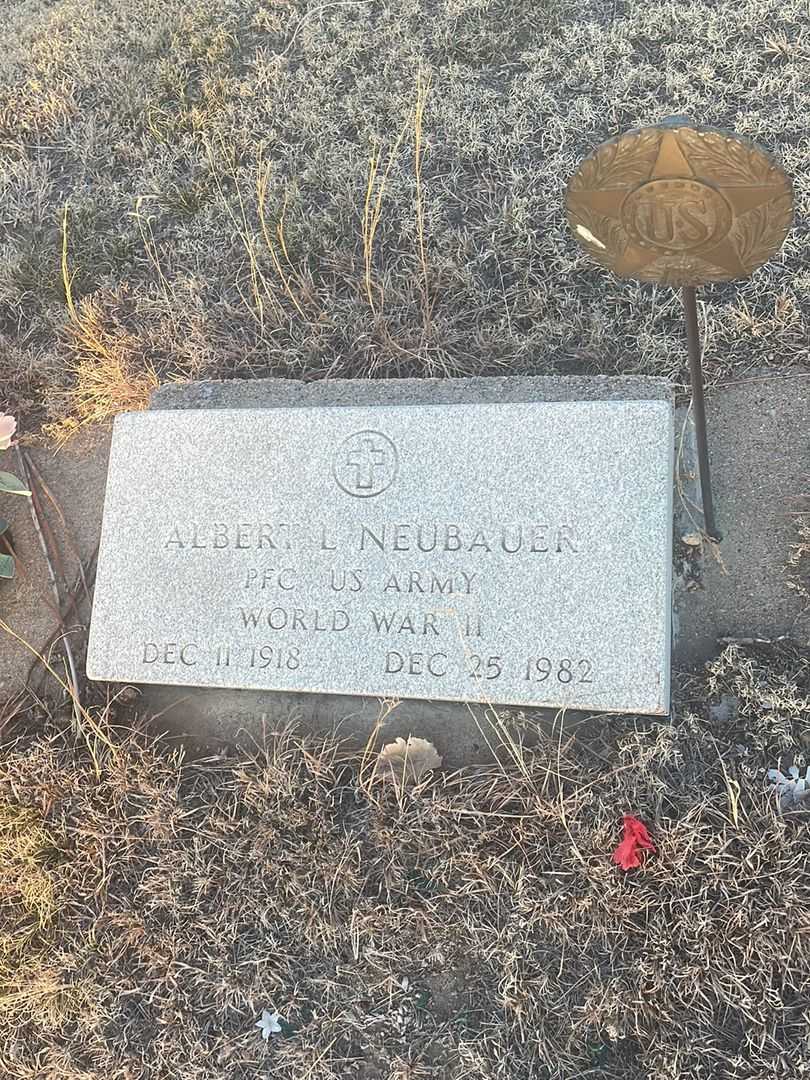 US
ALBERT L NEUBAUER
PFC US ARMY
WORLD WAR II
DEC 11 1918 DEC 25 1982